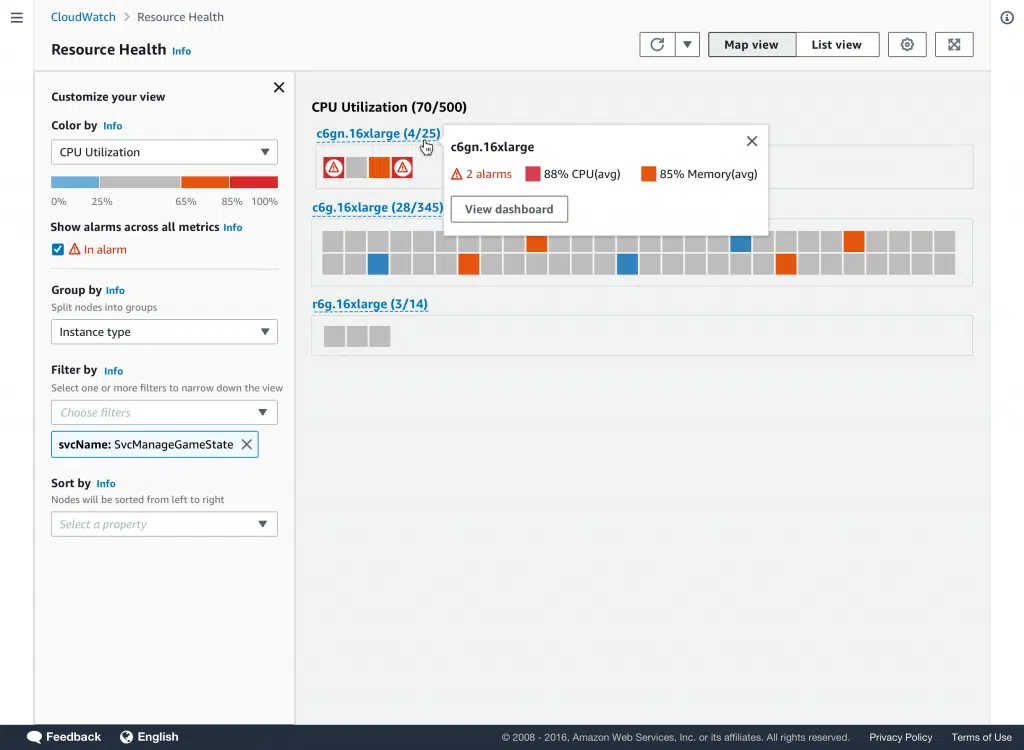 CloudWatch > Resource Health
Resource Health Info
Map view
List view
Customize your view
Color by Info
CPU Utilization
0% 25% 65% 85% 100%
Show alarms across all metrics Info
In alarm
Group by Info
Split nodes into groups
Instance type
Filter by Info
Select one or more filters to narrow down the view
Choose filters
svcName: SvcManageGameState
Sort by Info
Nodes will be sorted from left to right
Select a property
CPU Utilization (70/500)
c6gn.16xlarge (4/25)
c6gn.16xlarge
2 alarms 88% CPU(avg) 85% Memory(avg)
View dashboard
c6g.16xlarge (28/345)
r6g.16xlarge (3/14)
Feedback English © 2008 - 2016, Amazon Web Services, Inc. or its affiliates. All rights reserved. Privacy Policy Terms of Use